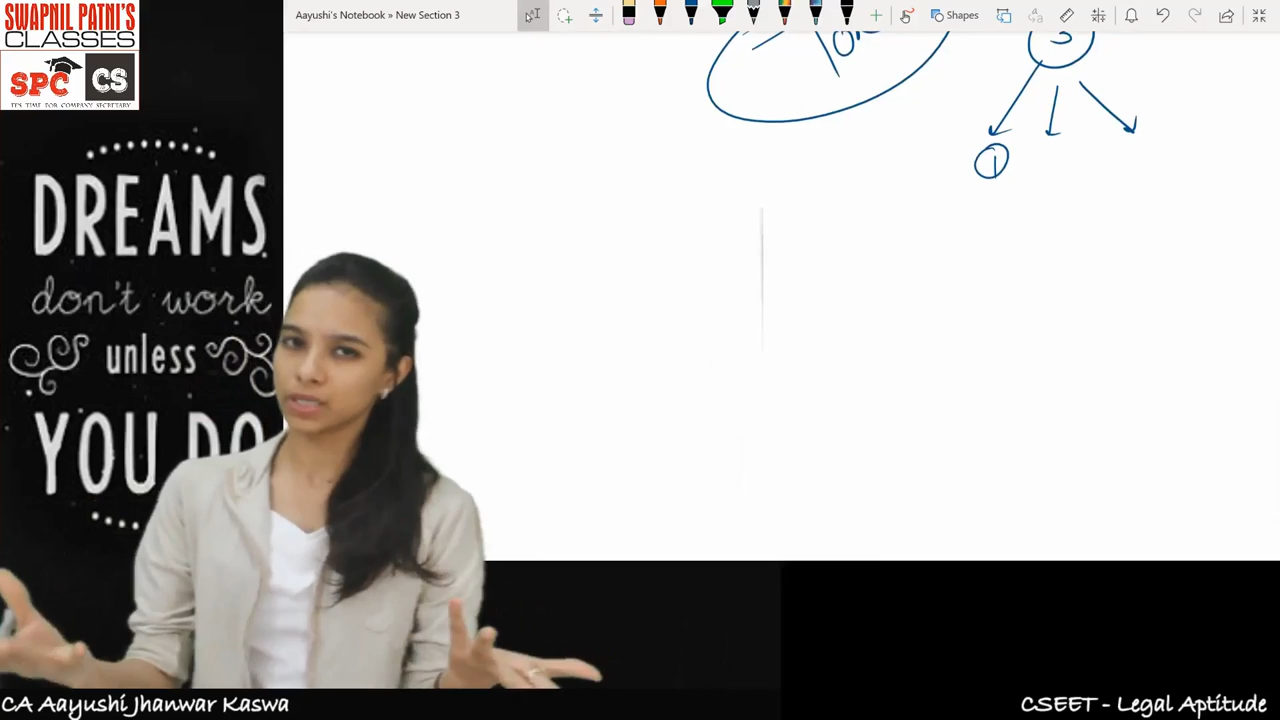 SWAPNIL PATNI'S
CLASSES
SPC CS
IT'S TIME FOR COMPANY SECRETARY
Aayushi's Notebook » New Section 3
Shapes
3
1
DREAMS
don't work
unless
YOU DO
CA Aayushi Jhanwar Kaswa
CSEET - Legal Aptitude